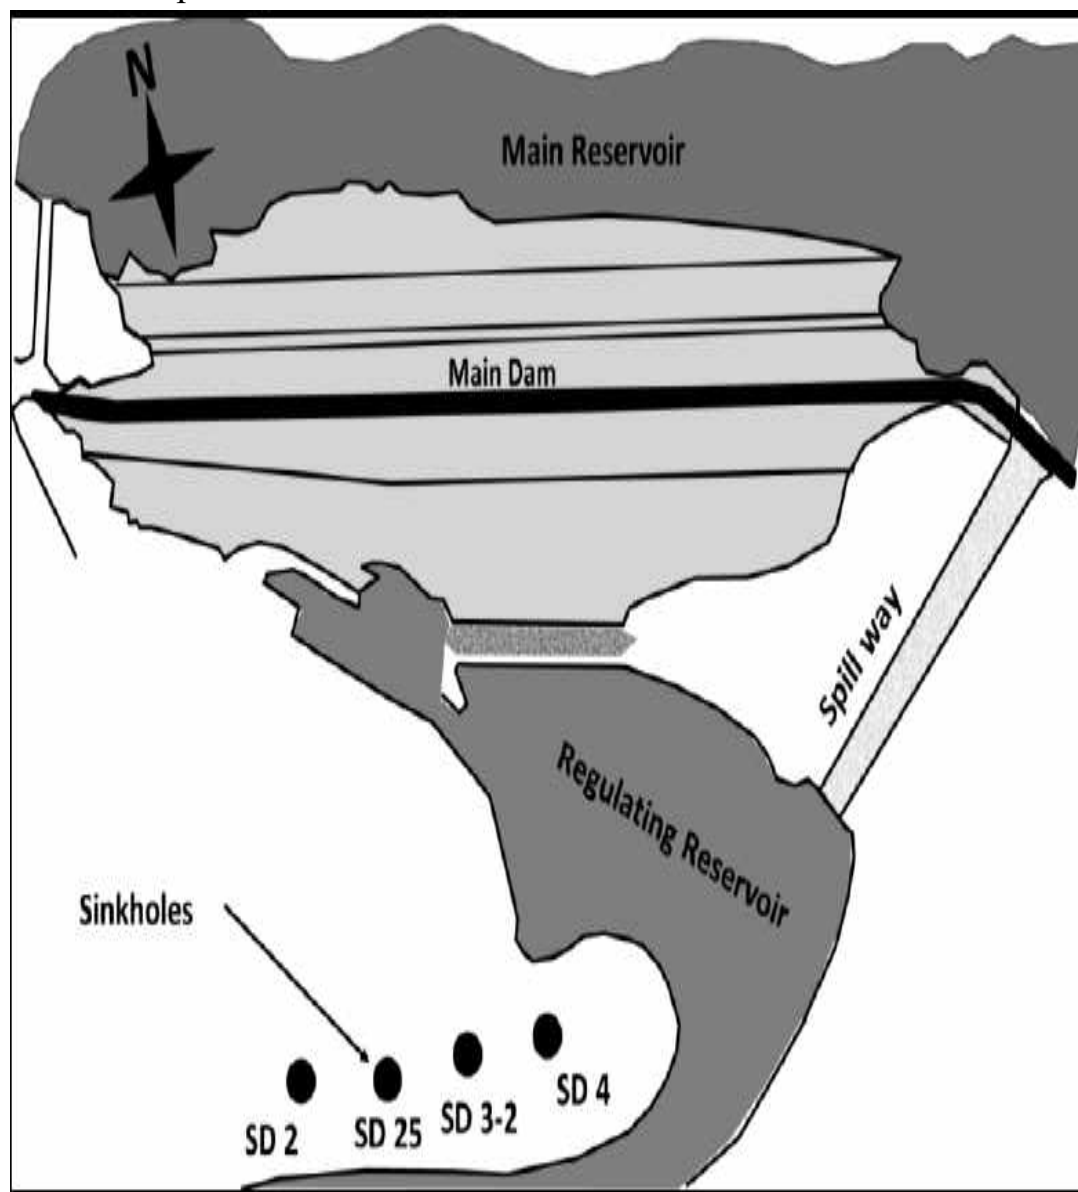 N
Main Reservoir
Main Dam
Spill way
Regulating Reservoir
Sinkholes
SD 2
SD 25
SD 3-2
SD 4